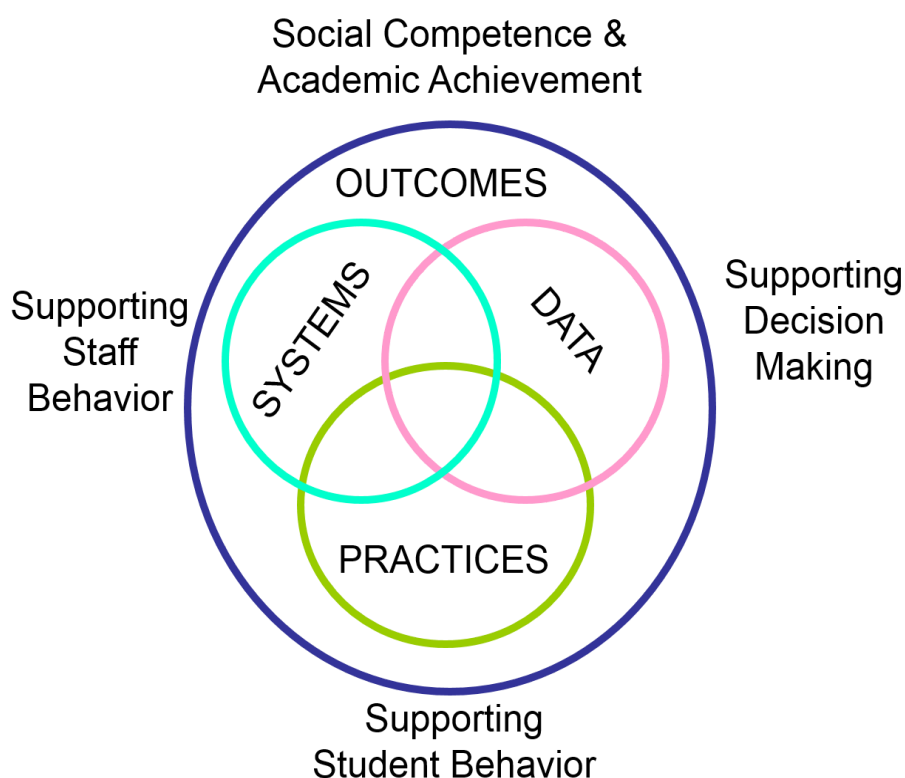 Social Competence &
Academic Achievement
OUTCOMES
SYSTEMS
DATA
Supporting
Staff
Behavior
Supporting
Decision
Making
PRACTICES
Supporting
Student Behavior